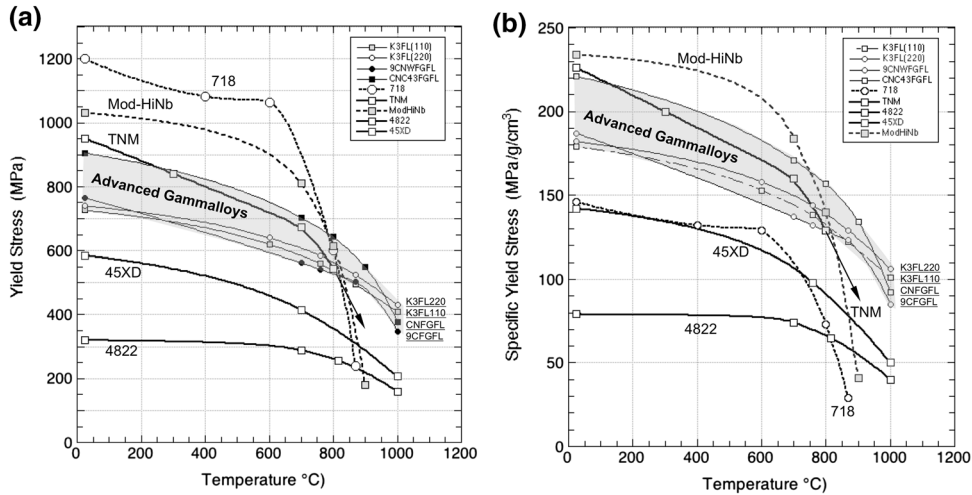 (a)
1200
1000
800
600
400
200
0
Yield Stress (MPa)
0 200 400 600 800 1000 1200
Temperature °C
K3FL(110)
K3FL(220)
9CNWFGFL
CNC43FGFL
718
TNM
ModHiNb
4822
45XD
718
Mod-HiNb
TNM
Advanced Gammalloys
45XD
4822
K3FL220
K3FL110
CNFGFL
9CFGFL
(b)
250
200
150
100
50
0
Specific Yield Stress (MPa/g/cm³)
0 200 400 600 800 1000 1200
Temperature °C
K3FL(110)
K3FL(220)
9CNWFGFL
CNC43FGFL
718
TNM
4822
45XD
ModHiNb
Mod-HiNb
Advanced Gammalloys
45XD
4822
K3FL220
K3FL110
CNFGFL
9CFGFL
TNM
718